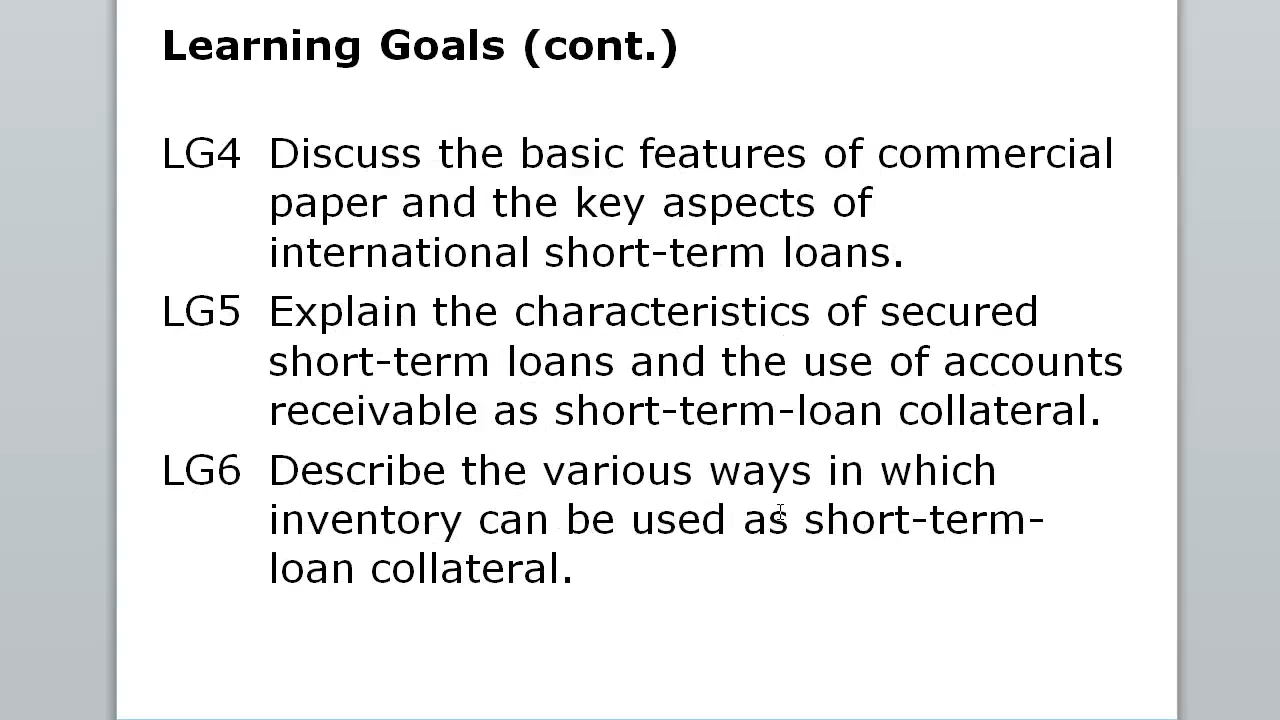 Learning Goals (cont.)
LG4 Discuss the basic features of commercial
paper and the key aspects of
international short-term loans.
LG5 Explain the characteristics of secured
short-term loans and the use of accounts
receivable as short-term-loan collateral.
LG6 Describe the various ways in which
inventory can be used as short-term-
loan collateral.